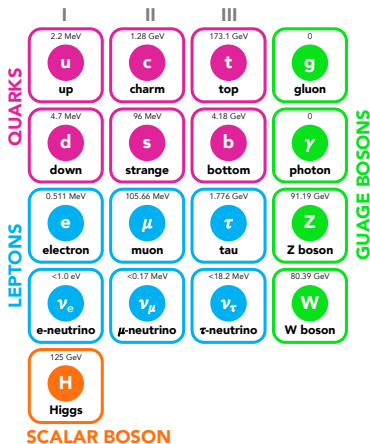 I II III
QUARKS
2.2 MeV 1.28 GeV 173.1 GeV 0
u c t g
up charm top gluon
4.7 MeV 96 MeV 4.18 GeV 0
d s b γ
down strange bottom photon
GUAGE BOSONS
LEPTONS
0.511 MeV 105.66 MeV 1.776 GeV 91.19 GeV
e μ τ Z
electron muon tau Z boson
<1.0 eV <0.17 MeV <18.2 MeV 80.39 GeV
νe νμ ντ W
e-neutrino μ-neutrino τ-neutrino W boson
125 GeV
H
Higgs
SCALAR BOSON